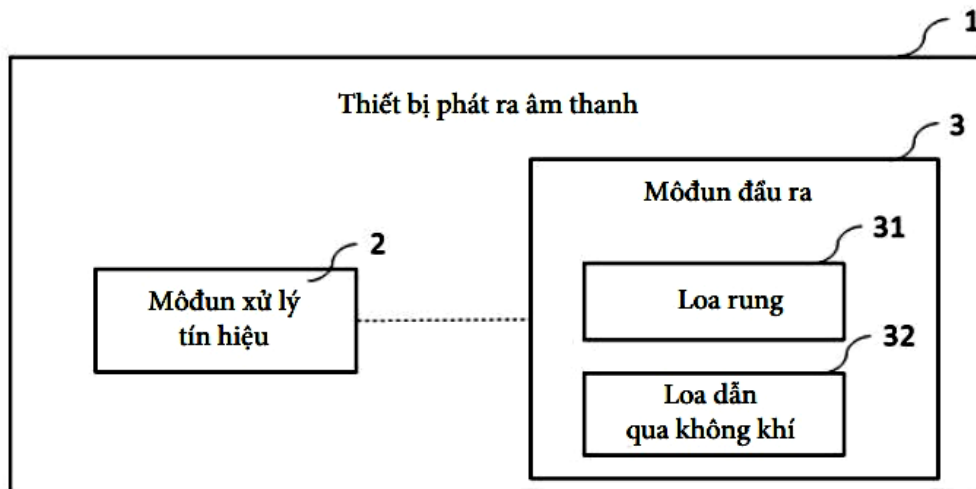 1
Thiết bị phát ra âm thanh
3
Môđun đầu ra
31
2
Môđun xử lý
tín hiệu
Loa rung
32
Loa dẫn
qua không khí